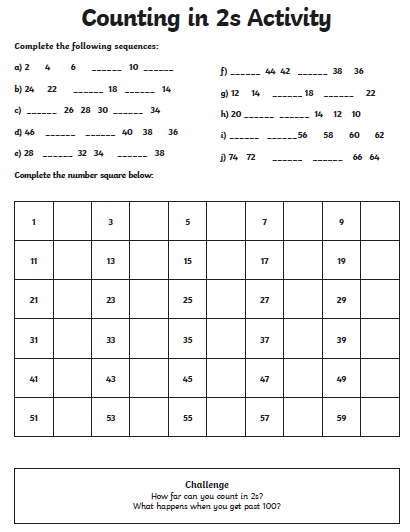 Counting in 2s Activity
Complete the following sequences:
a) 2 4 6 ______ 10 ______
b) 24 22 ______ 18 ______ 14
c) ______ 26 28 30 ______ 34
d) 46 ______ ______ 40 38 36
e) 28 ______ 32 34 ______ 38
f) ______ 44 42 ______ 38 36
g) 12 14 ______ 18 ______ 22
h) 20 ______ ______ 14 12 10
i) ______ ______ 56 58 60 62
j) 74 72 ______ ______ 66 64
Complete the number square below:
1 3 5 7 9
11 13 15 17 19
21 23 25 27 29
31 33 35 37 39
41 43 45 47 49
51 53 55 57 59
Challenge
How far can you count in 2s?
What happens when you get past 100?